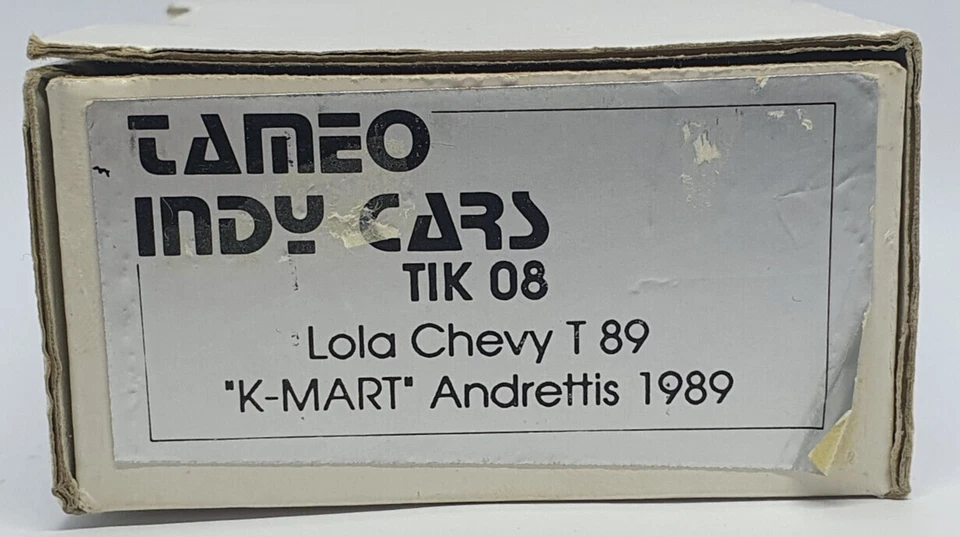 TAMEO
INDY CARS
TIK 08
Lola Chevy T 89
"K-MART" Andrettis 1989